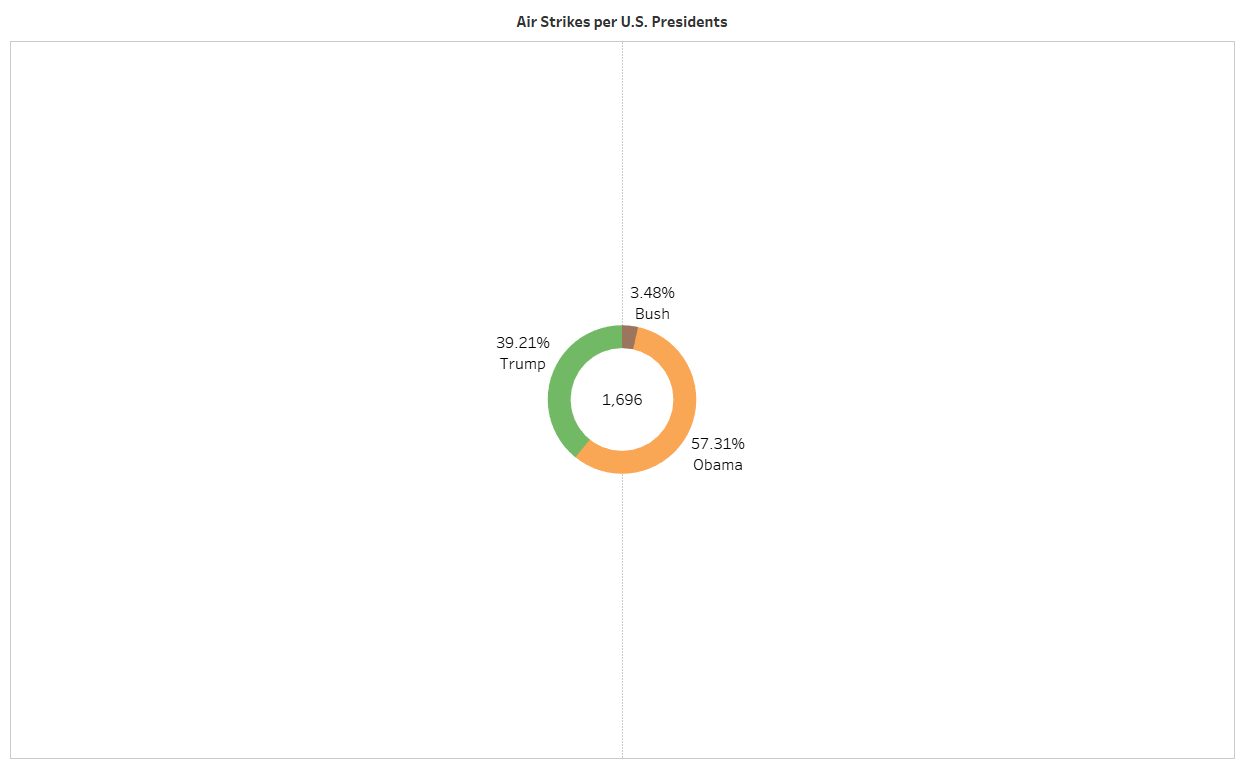 Air Strikes per U.S. Presidents
3.48%
Bush
39.21%
Trump
1,696
57.31%
Obama